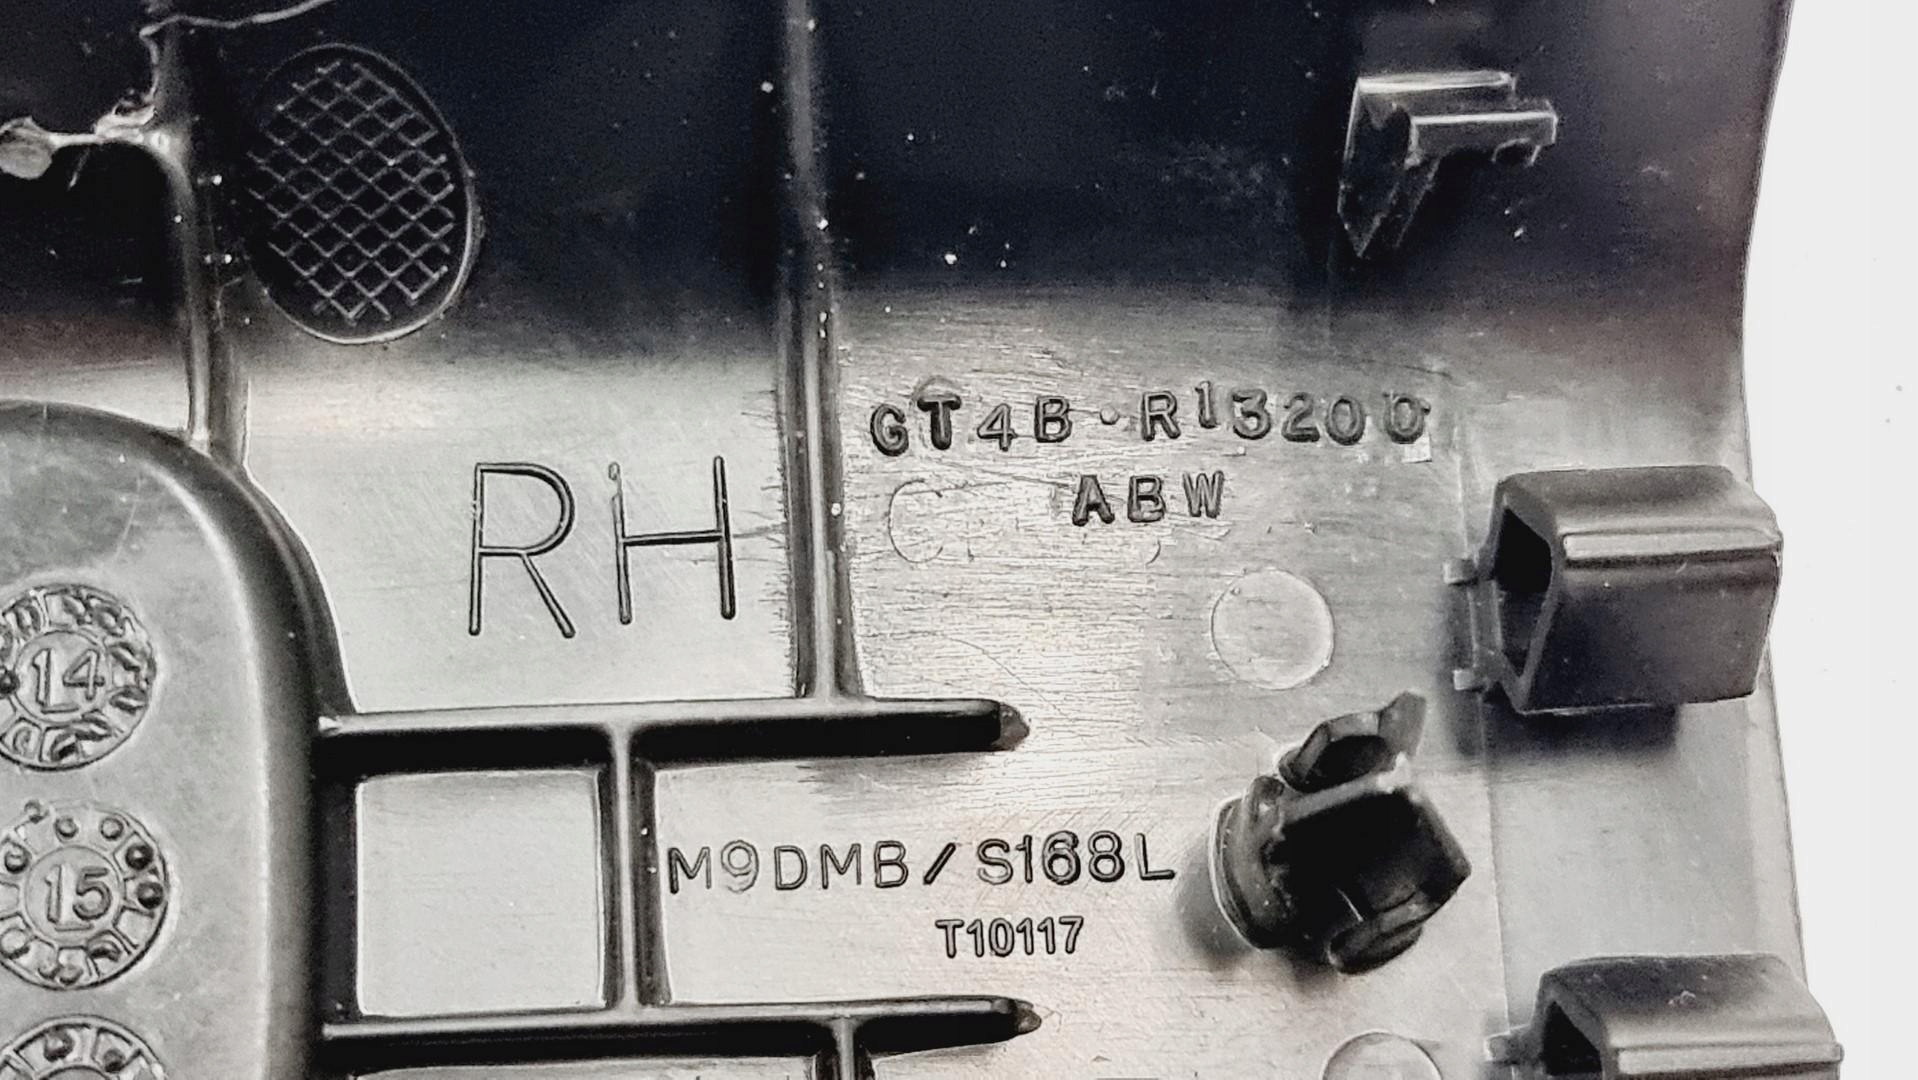 GT4B-R13200
ABW
RH
14
15
M9DMB/S168L
T10117